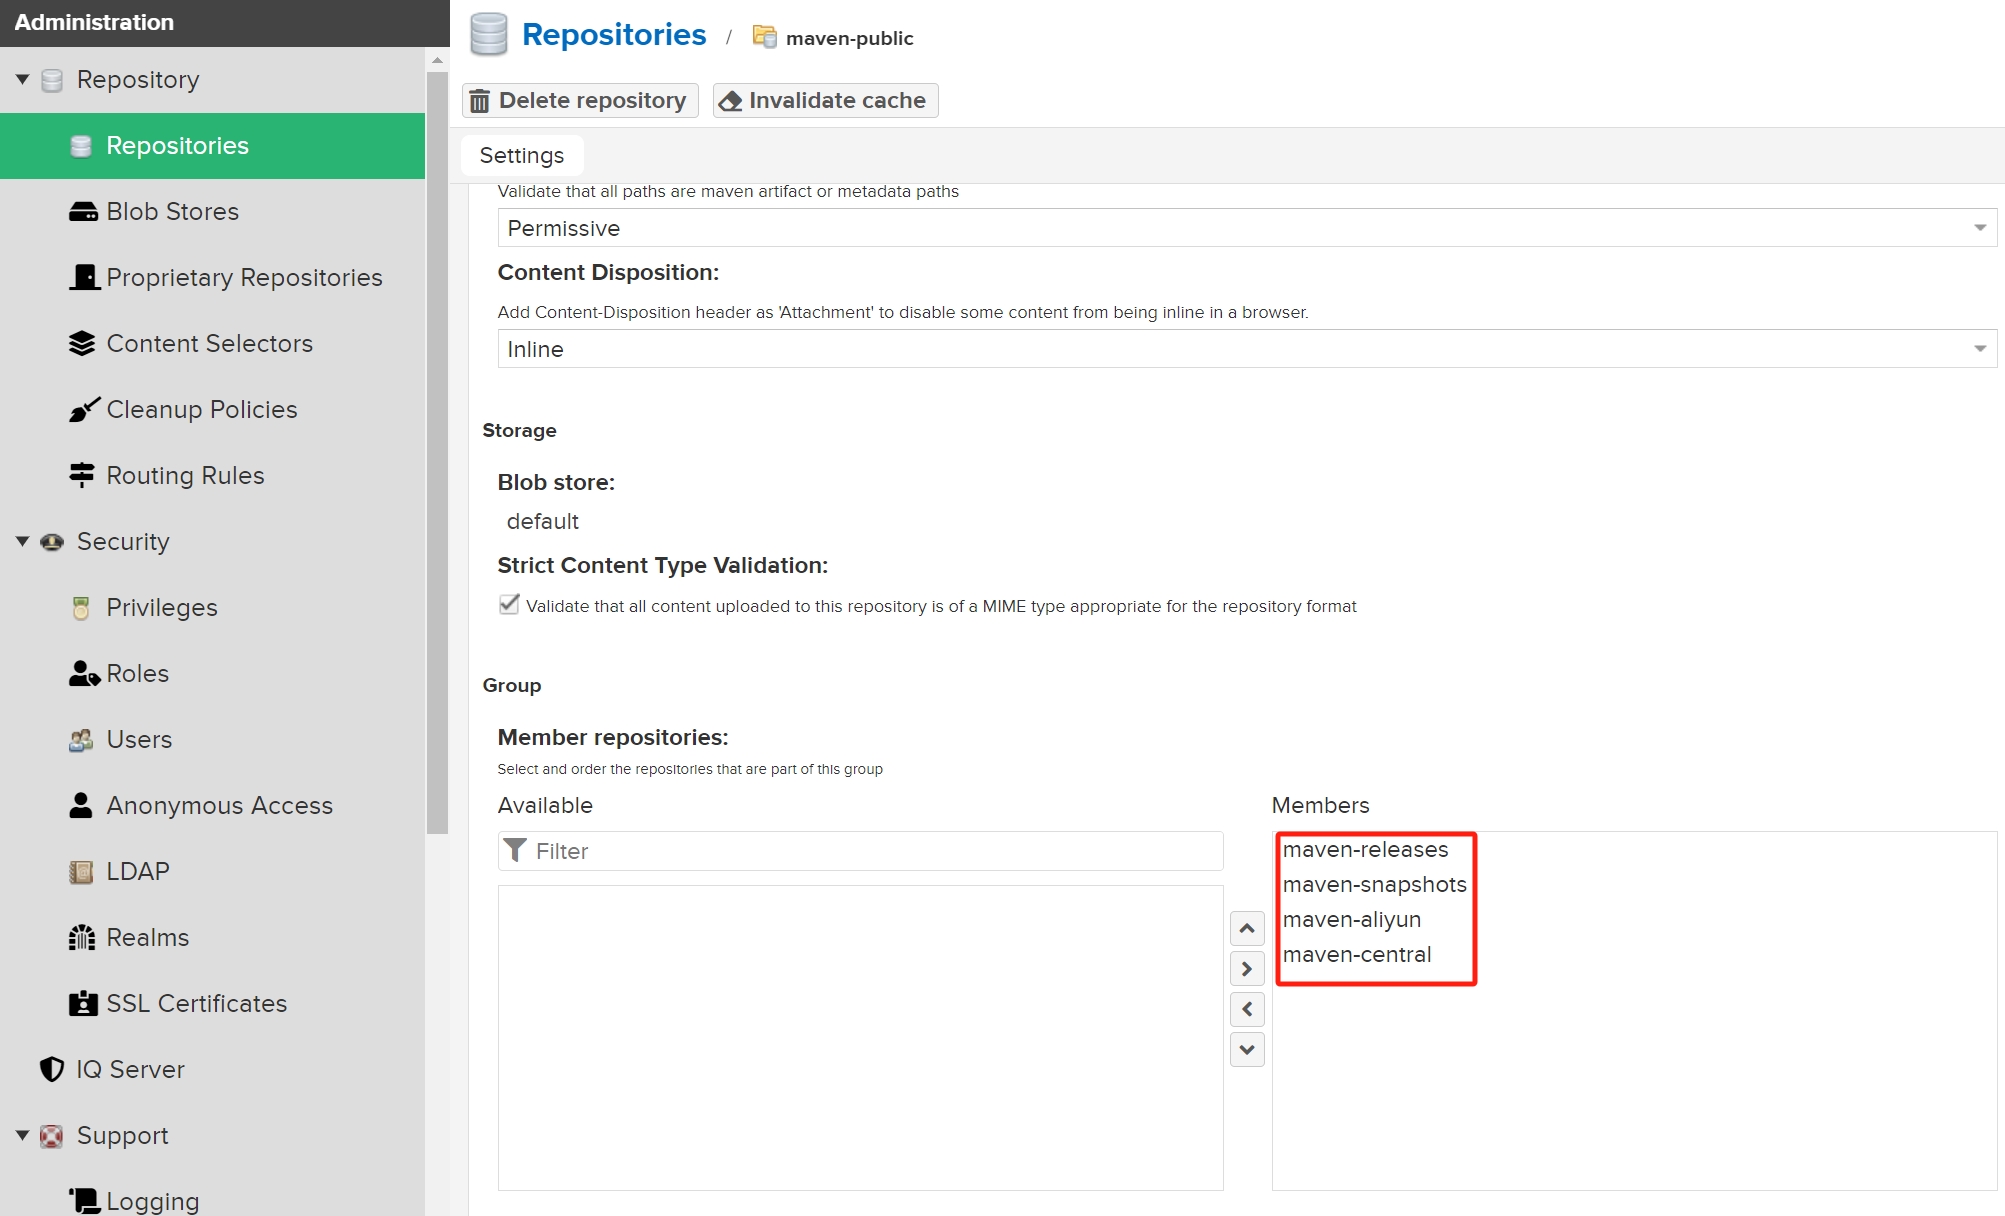 Administration
Repository
Repositories
Blob Stores
Proprietary Repositories
Content Selectors
Cleanup Policies
Routing Rules
Security
Privileges
Roles
Users
Anonymous Access
LDAP
Realms
SSL Certificates
IQ Server
Support
Logging
Repositories / maven-public
Delete repository
Invalidate cache
Settings
Validate that all paths are maven artifact or metadata paths
Permissive
Content Disposition:
Add Content-Disposition header as 'Attachment' to disable some content from being inline in a browser.
Inline
Storage
Blob store:
default
Strict Content Type Validation:
Validate that all content uploaded to this repository is of a MIME type appropriate for the repository format
Group
Member repositories:
Select and order the repositories that are part of this group
Available
Filter
Members
maven-releases
maven-snapshots
maven-aliyun
maven-central